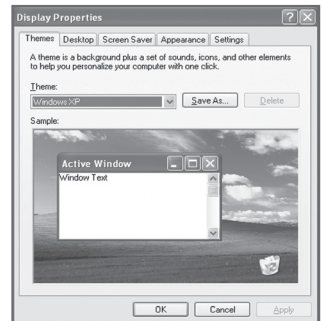 Display Properties
Themes Desktop Screen Saver Appearance Settings
A theme is a background plus a set of sounds, icons, and other elements
to help you personalize your computer with one click.
Theme:
Windows XP Save As... Delete
Sample:
Active Window
Window Text
OK Cancel Apply